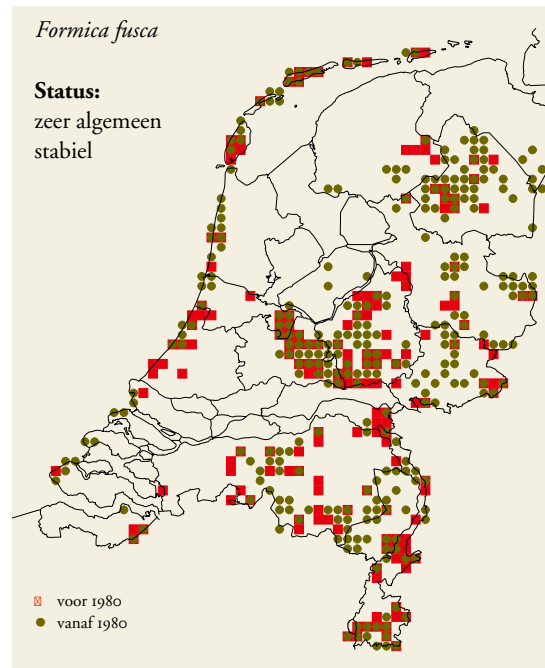 Formica fusca
Status:
zeer algemeen
stabiel
voor 1980
vanaf 1980